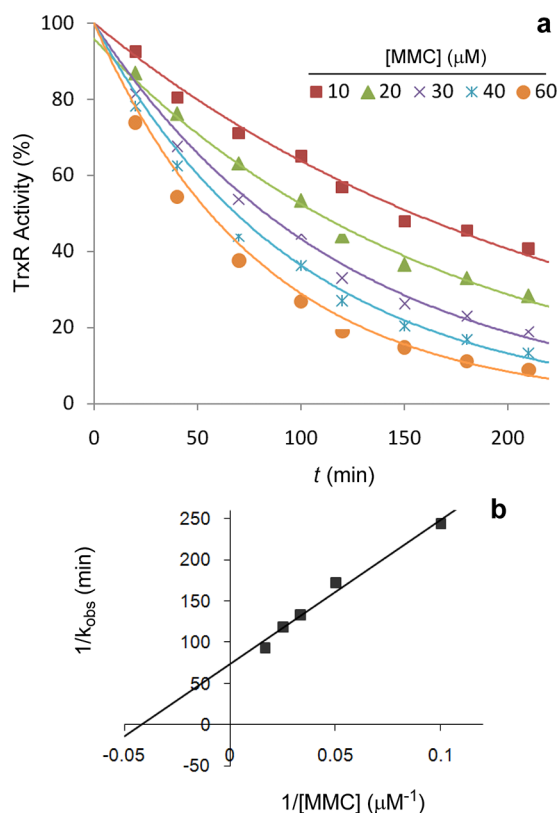 a
[MMC] (μM)
10 20 30 40 60
TrxR Activity (%)
100
80
60
40
20
0
0 50 100 150 200
t (min)
b
1/k_obs (min)
250
200
150
100
50
0
-50
-0.05 0 0.05 0.1
1/[MMC] (μM⁻¹)